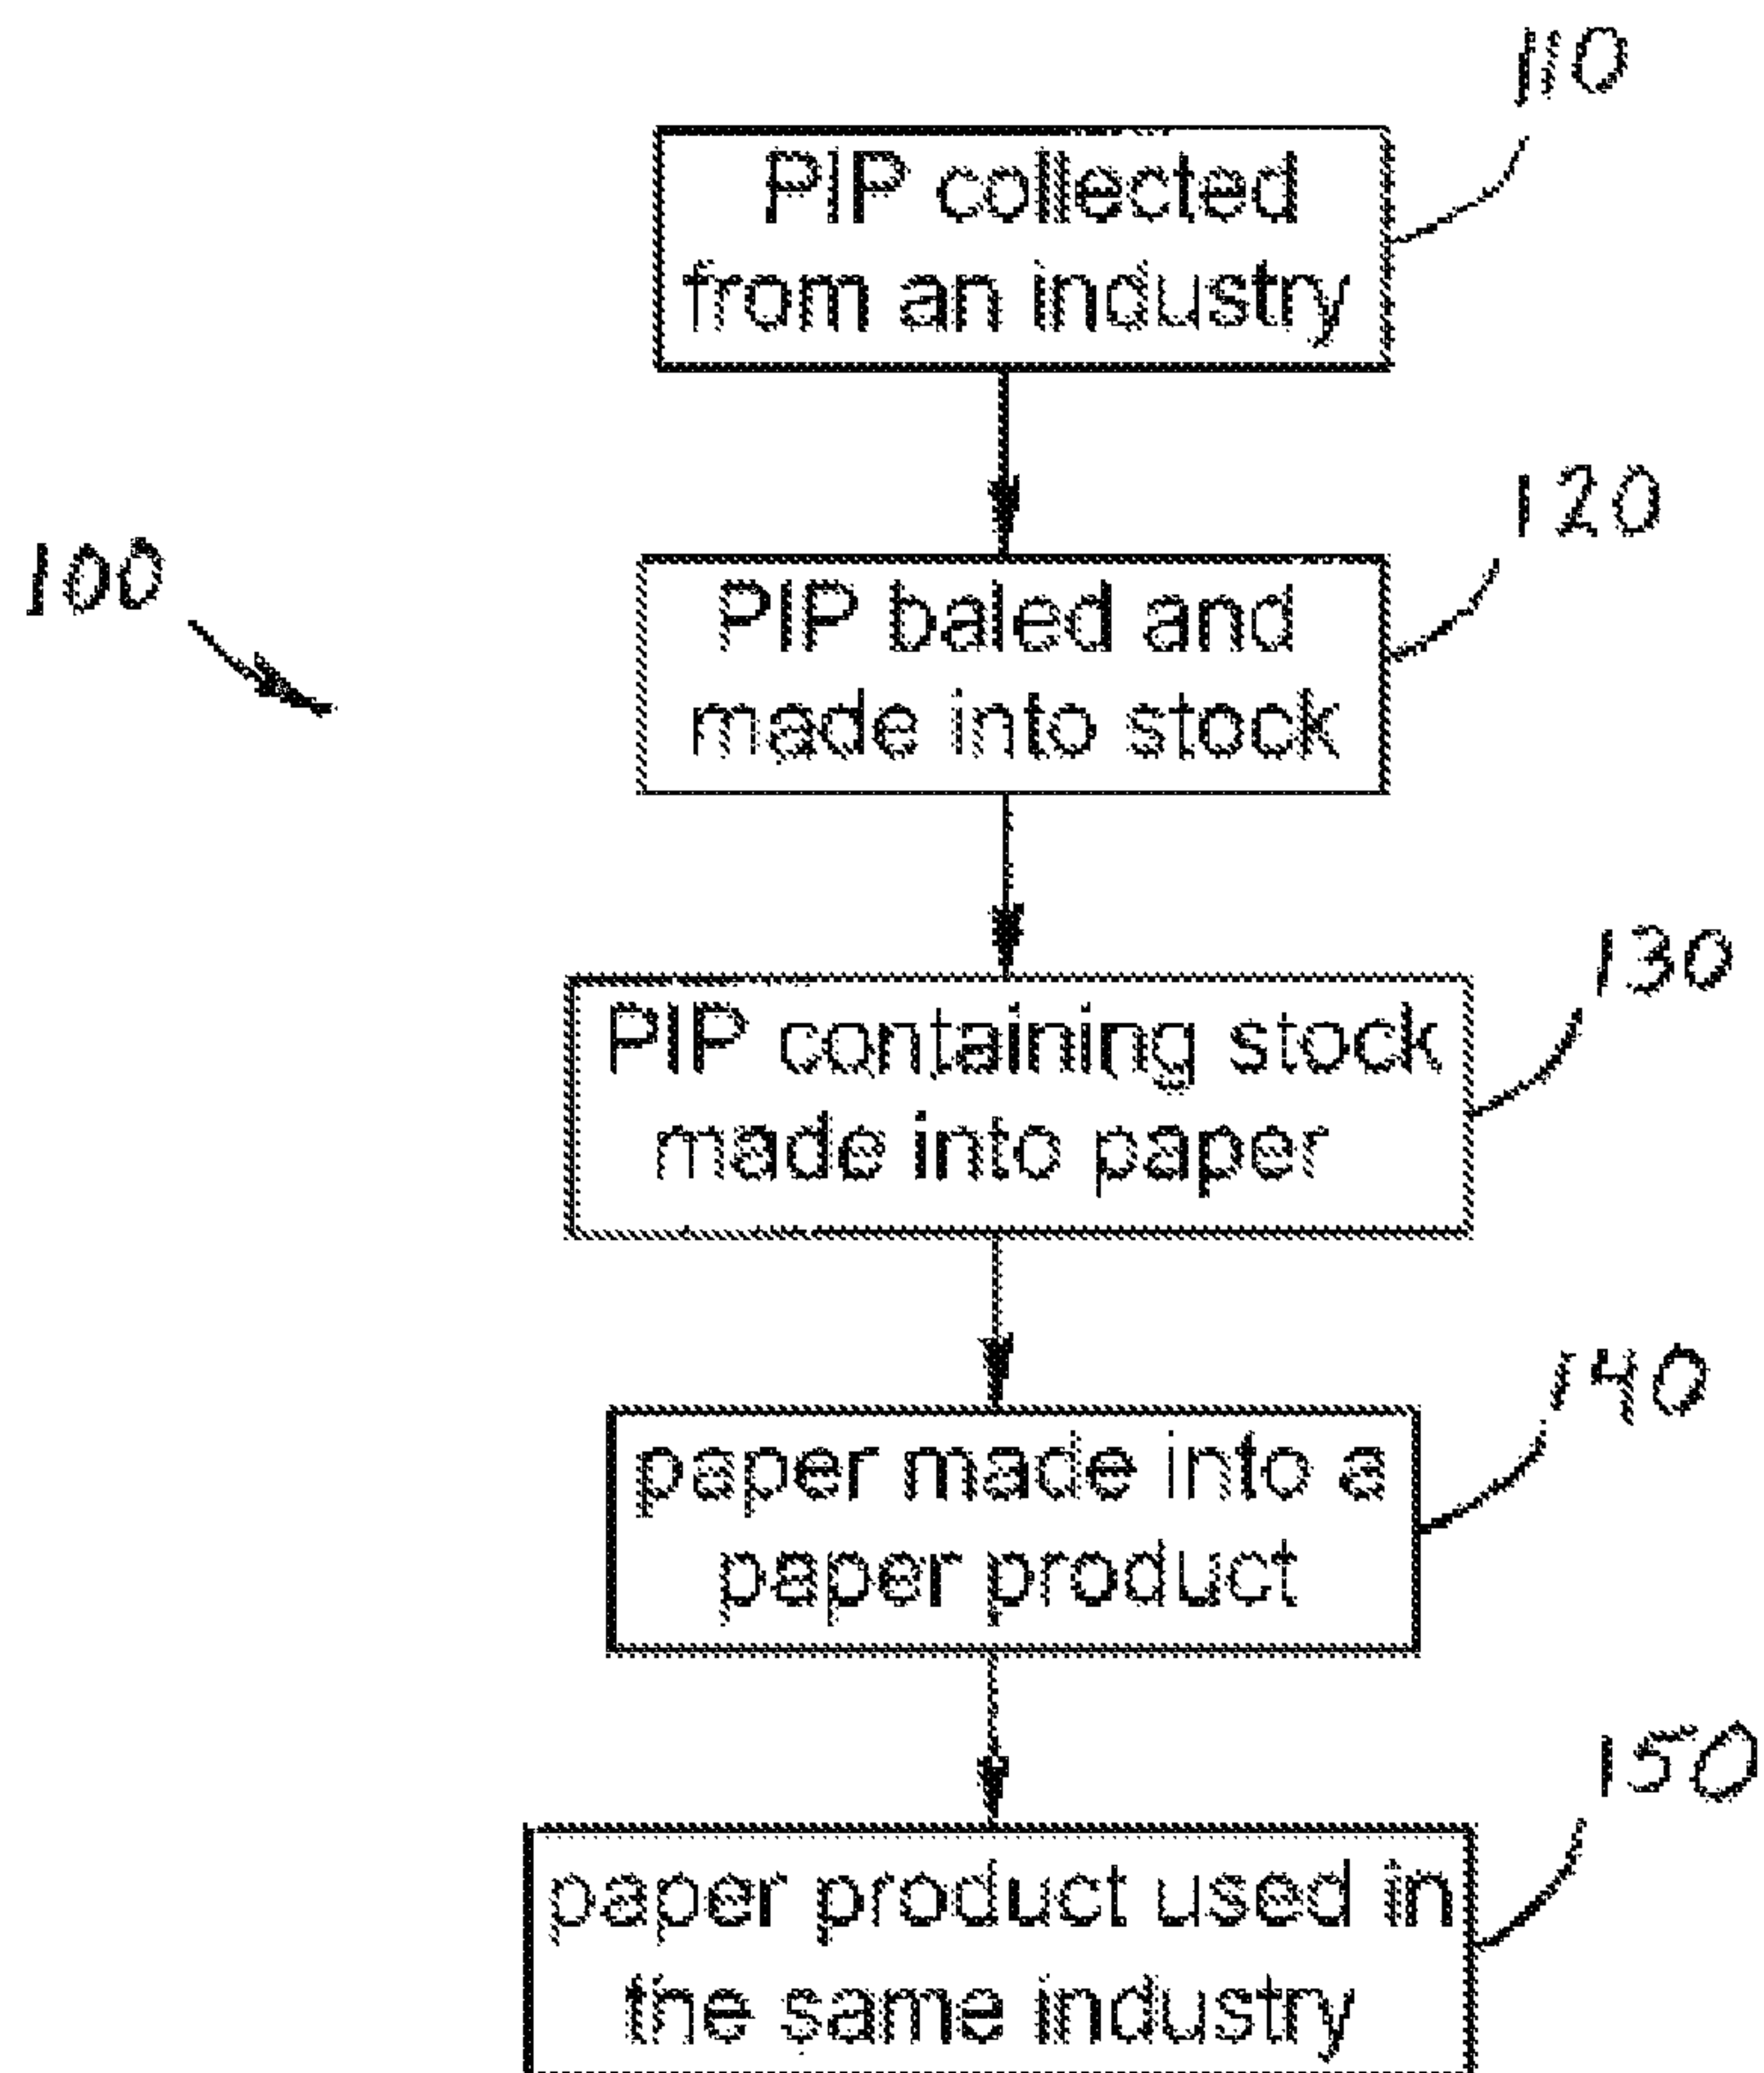 110
PIP collected
from an industry
120
100
PIP baled and
made into stock
130
PIP containing stock
made into paper
140
paper made into a
paper product
150
paper product used in
the same industry